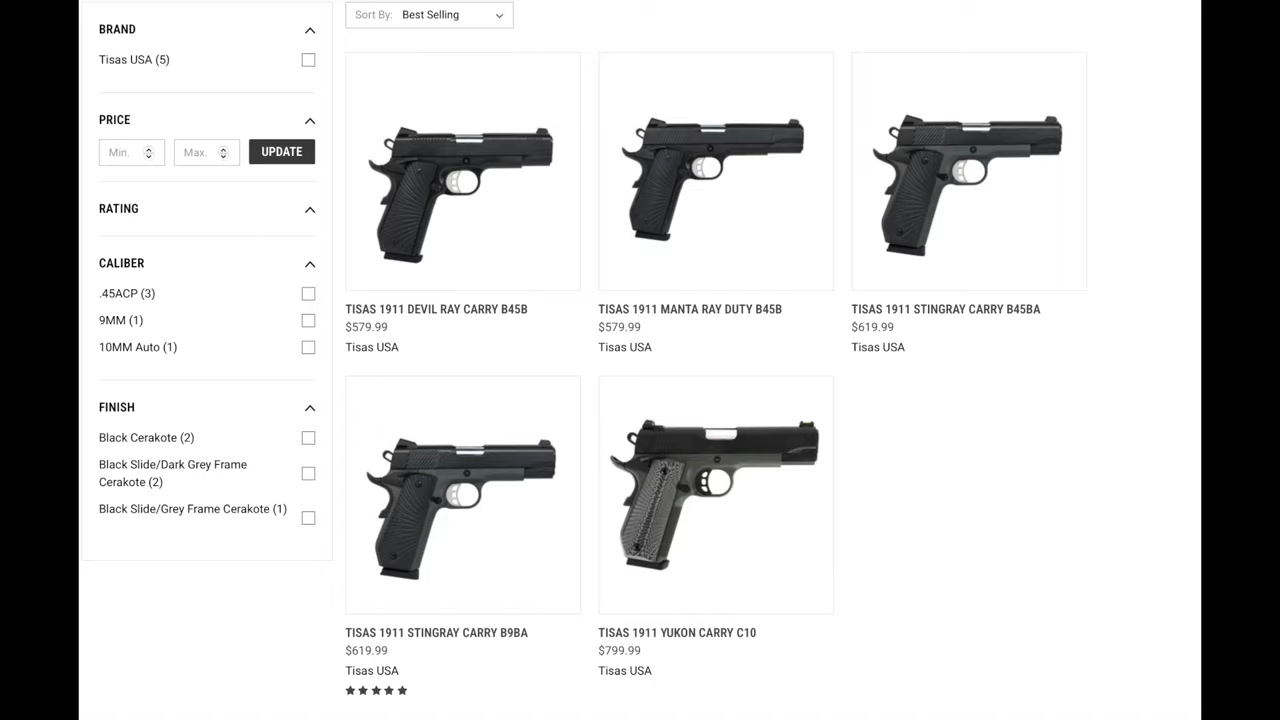 BRAND
Tisas USA (5)
PRICE
Min.
Max.
UPDATE
RATING
CALIBER
.45ACP (3)
9MM (1)
10MM Auto (1)
FINISH
Black Cerakote (2)
Black Slide/Dark Grey Frame
Cerakote (2)
Black Slide/Grey Frame Cerakote (1)
Sort By: Best Selling
TISAS 1911 DEVIL RAY CARRY B45B
$579.99
Tisas USA
TISAS 1911 MANTA RAY DUTY B45B
$579.99
Tisas USA
TISAS 1911 STINGRAY CARRY B45BA
$619.99
Tisas USA
TISAS 1911 STINGRAY CARRY B9BA
$619.99
Tisas USA
TISAS 1911 YUKON CARRY C10
$799.99
Tisas USA